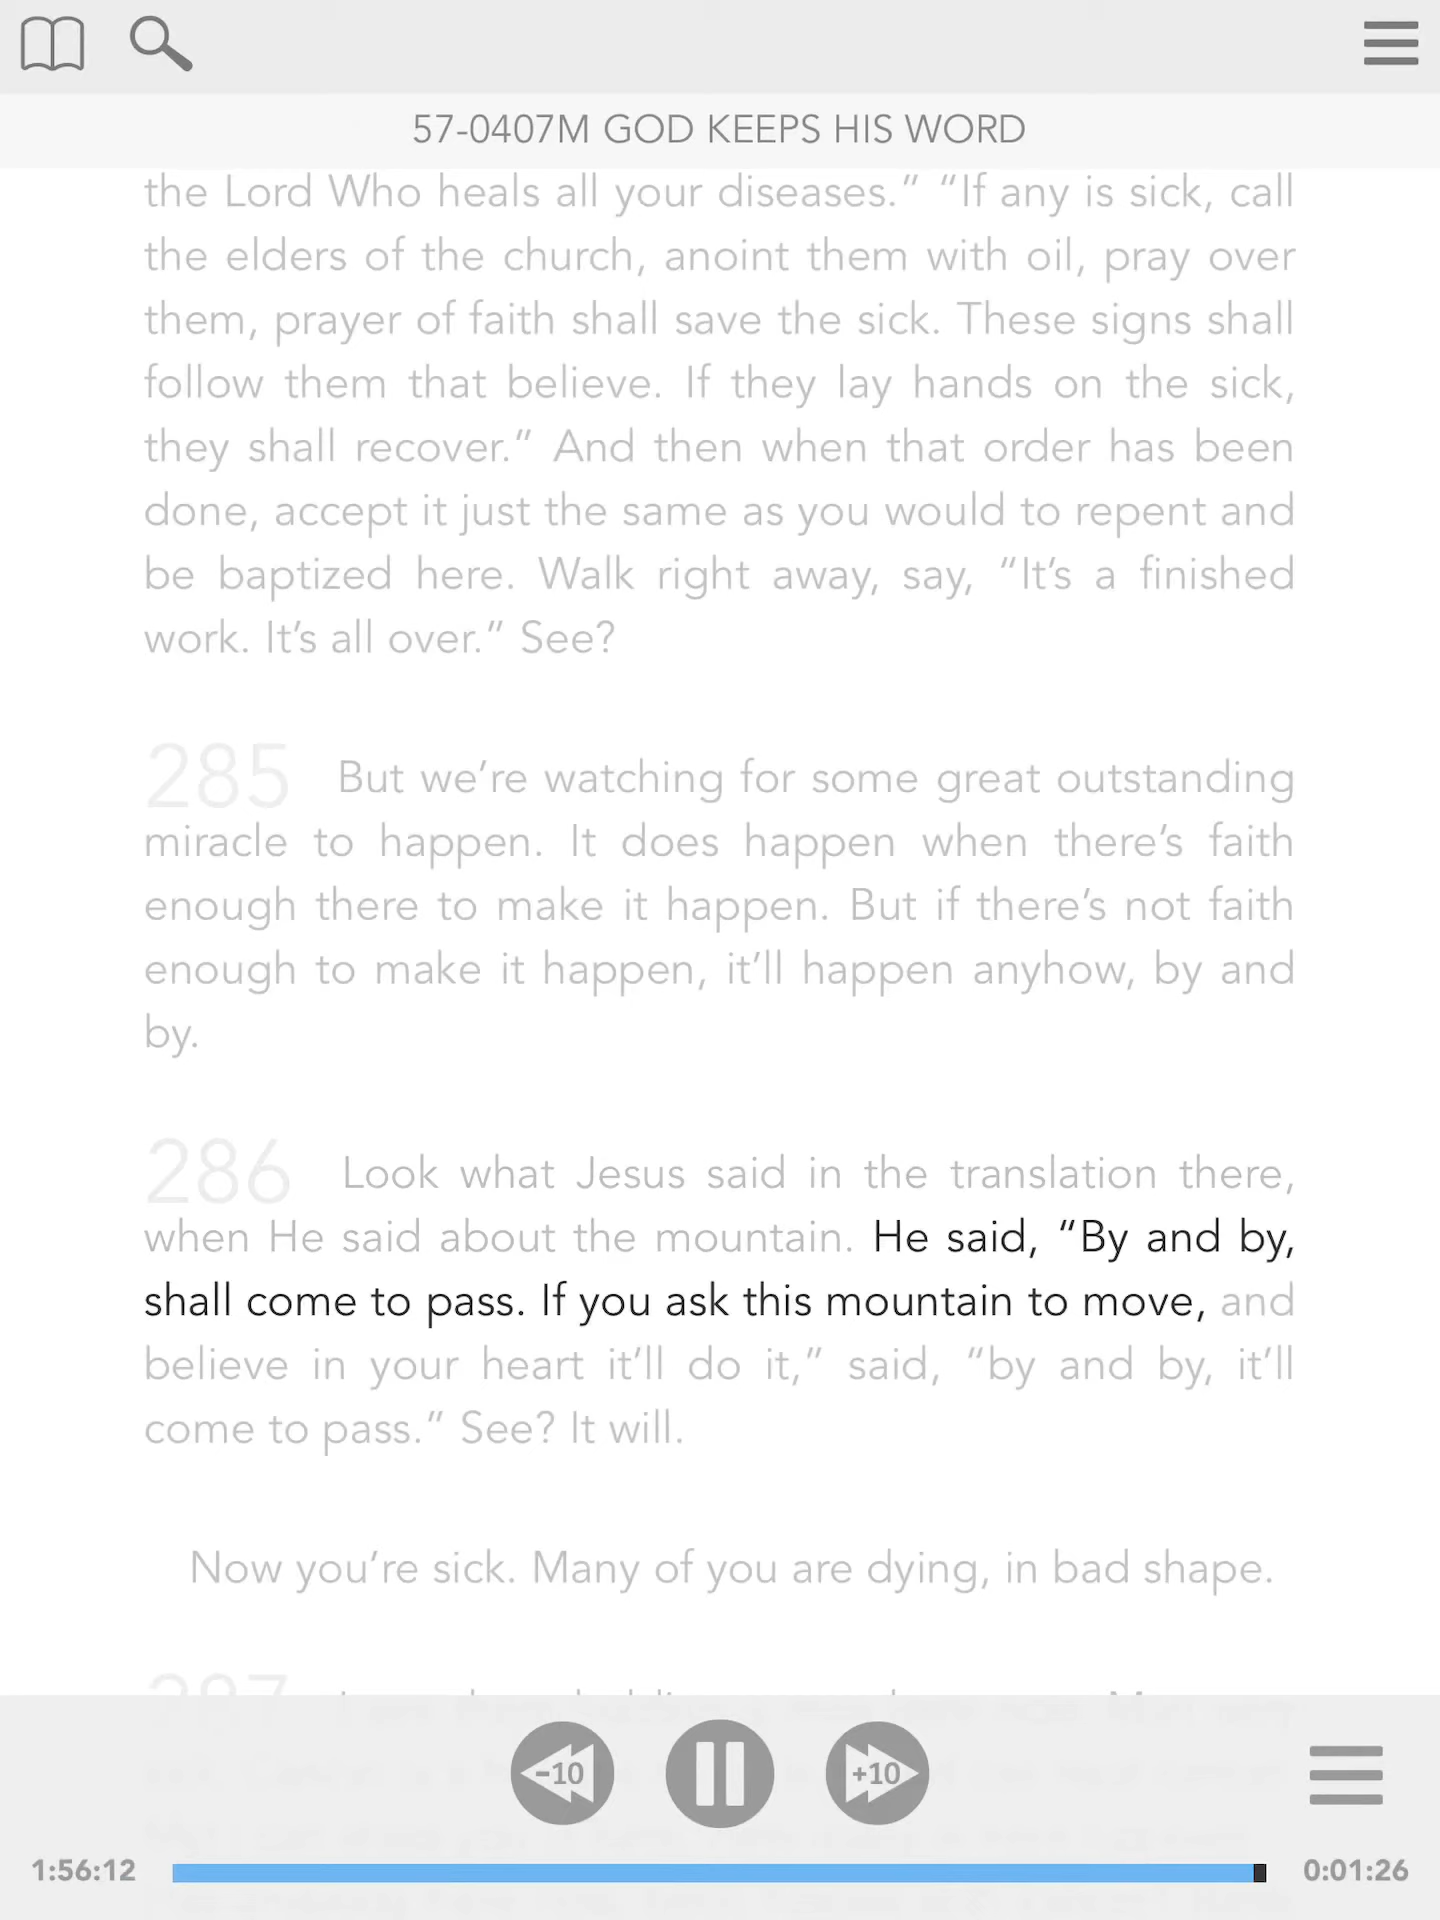 57-0407M GOD KEEPS HIS WORD
the Lord Who heals all your diseases.” “If any is sick, call
the elders of the church, anoint them with oil, pray over
them, prayer of faith shall save the sick. These signs shall
follow them that believe. If they lay hands on the sick,
they shall recover.” And then when that order has been
done, accept it just the same as you would to repent and
be baptized here. Walk right away, say, “It’s a finished
work. It’s all over.” See?
285 But we’re watching for some great outstanding
miracle to happen. It does happen when there’s faith
enough there to make it happen. But if there’s not faith
enough to make it happen, it’ll happen anyhow, by and
by.
286 Look what Jesus said in the translation there,
when He said about the mountain. He said, “By and by,
shall come to pass. If you ask this mountain to move, and
believe in your heart it’ll do it,” said, “by and by, it’ll
come to pass.” See? It will.
Now you’re sick. Many of you are dying, in bad shape.
-10 +10
1:56:12 0:01:26